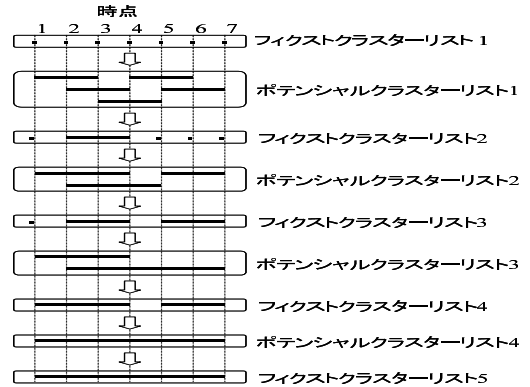 時点
1 2 3 4 5 6 7
フィクストクラスターリスト 1
ポテンシャルクラスターリスト1
フィクストクラスターリスト2
ポテンシャルクラスターリスト2
フィクストクラスターリスト3
ポテンシャルクラスターリスト3
フィクストクラスターリスト4
ポテンシャルクラスターリスト4
フィクストクラスターリスト5